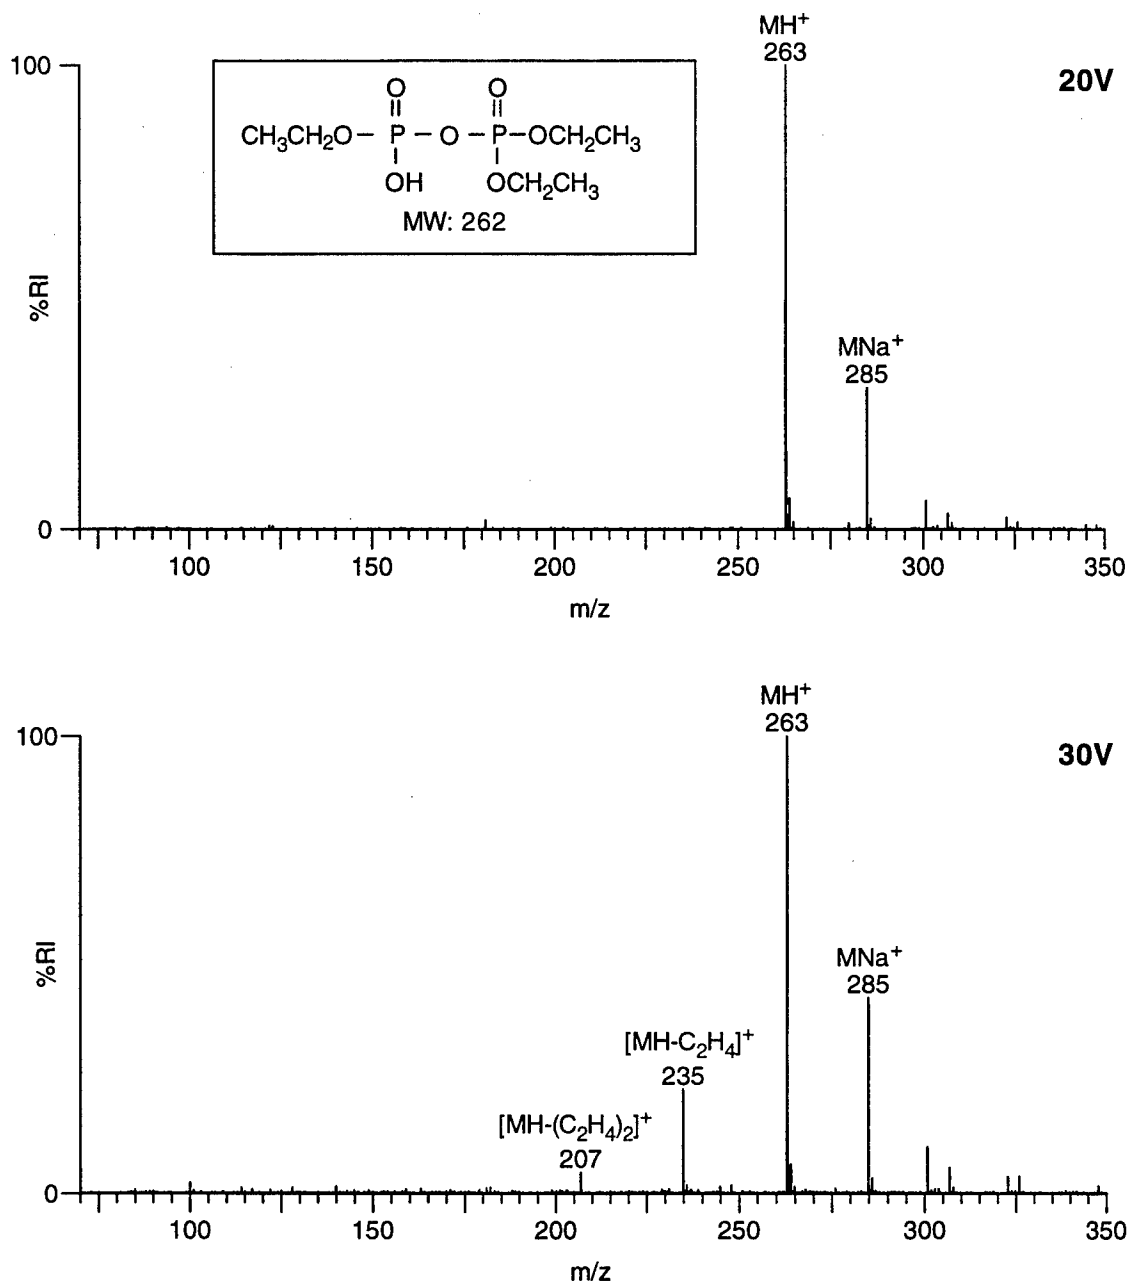 MH+
263
100
20V
O O
CH3CH2O – P – O – P – OCH2CH3
OH OCH2CH3
MW: 262
%RI
MNa+
285
0
100 150 200 250 300 350
m/z
MH+
263
100
30V
%RI
MNa+
285
[MH-C2H4]+
235
[MH-(C2H4)2]+
207
0
100 150 200 250 300 350
m/z